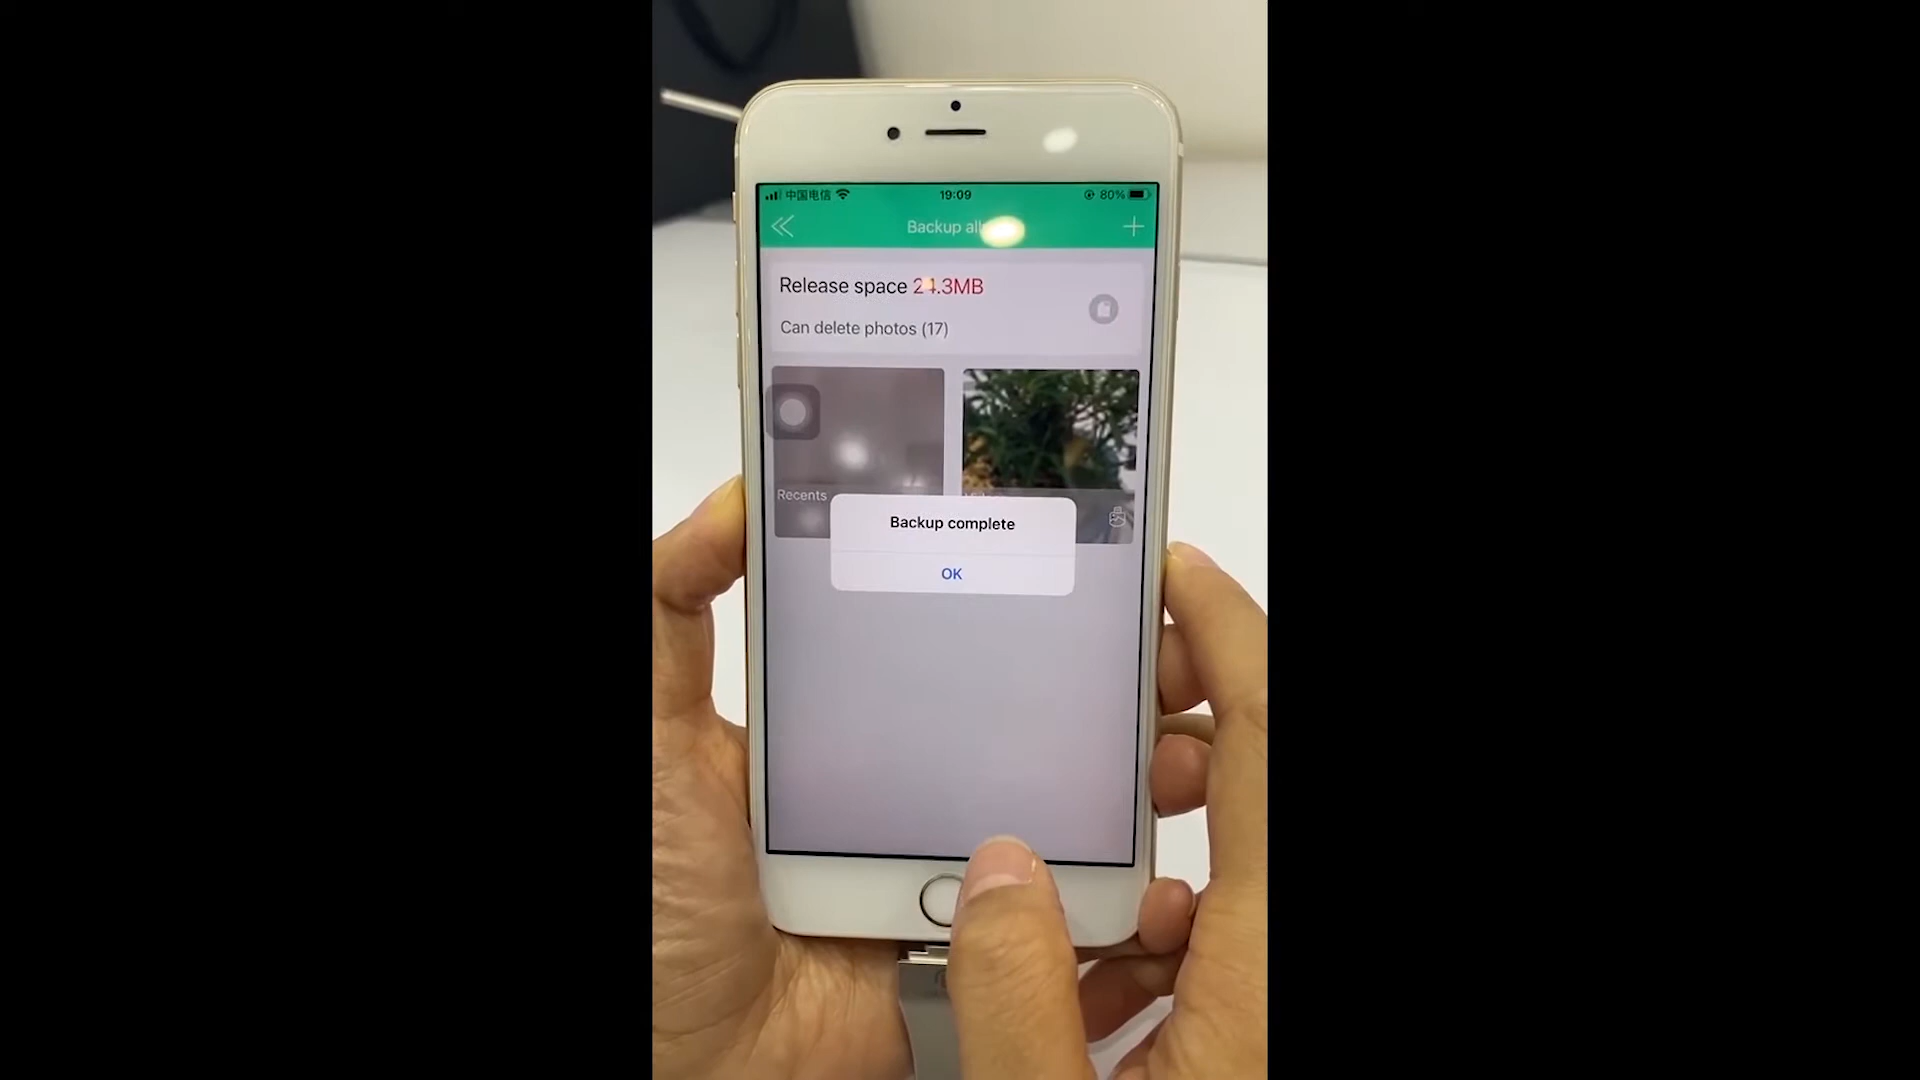 中国电信
19:09
80%
Backup
Release space 24.3MB
Can delete photos (17)
Recents
Backup complete
OK